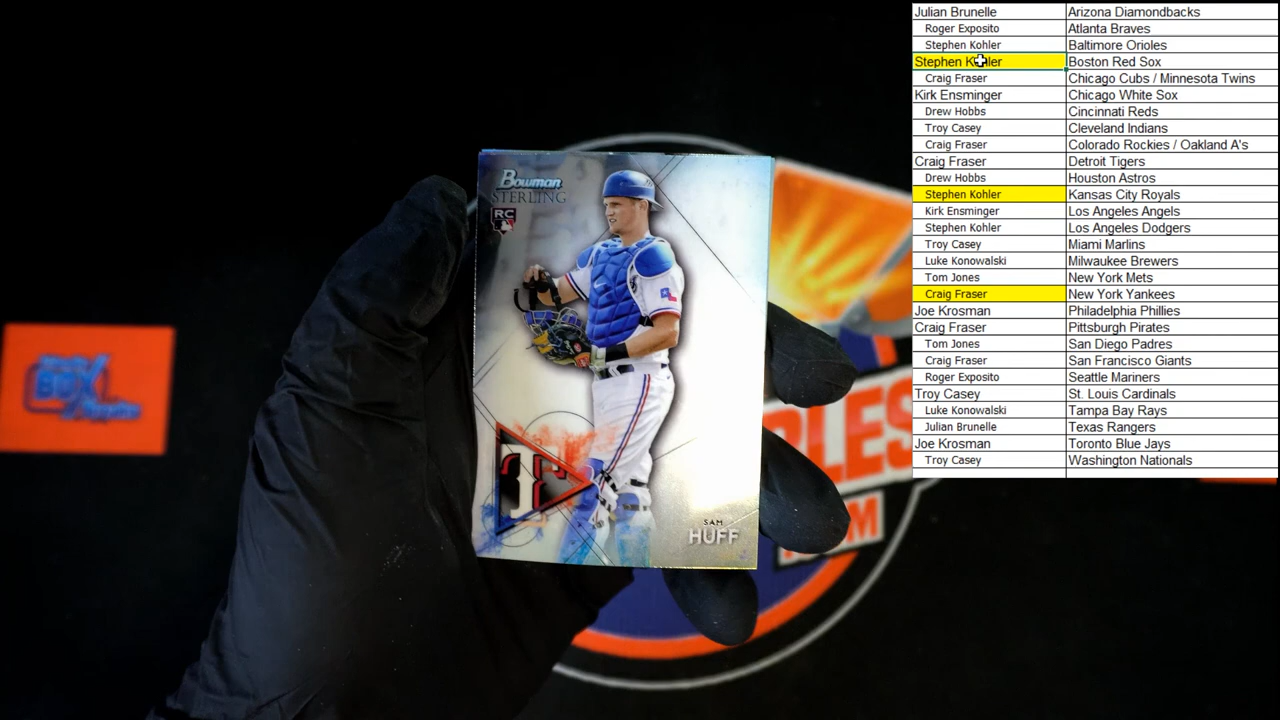 Julian Brunelle Arizona Diamondbacks
Roger Exposito Atlanta Braves
Stephen Kohler Baltimore Orioles
Stephen Kohler Boston Red Sox
Craig Fraser Chicago Cubs / Minnesota Twins
Kirk Ensminger Chicago White Sox
Drew Hobbs Cincinnati Reds
Troy Casey Cleveland Indians
Craig Fraser Colorado Rockies / Oakland A's
Craig Fraser Detroit Tigers
Drew Hobbs Houston Astros
Stephen Kohler Kansas City Royals
Kirk Ensminger Los Angeles Angels
Stephen Kohler Los Angeles Dodgers
Troy Casey Miami Marlins
Luke Konowalski Milwaukee Brewers
Tom Jones New York Mets
Craig Fraser New York Yankees
Joe Krosman Philadelphia Phillies
Craig Fraser Pittsburgh Pirates
Tom Jones San Diego Padres
Craig Fraser San Francisco Giants
Roger Exposito Seattle Mariners
Troy Casey St. Louis Cardinals
Luke Konowalski Tampa Bay Rays
Julian Brunelle Texas Rangers
Joe Krosman Toronto Blue Jays
Troy Casey Washington Nationals
Bowman
STERLING
RC
T
SAM
HUFF
BOX